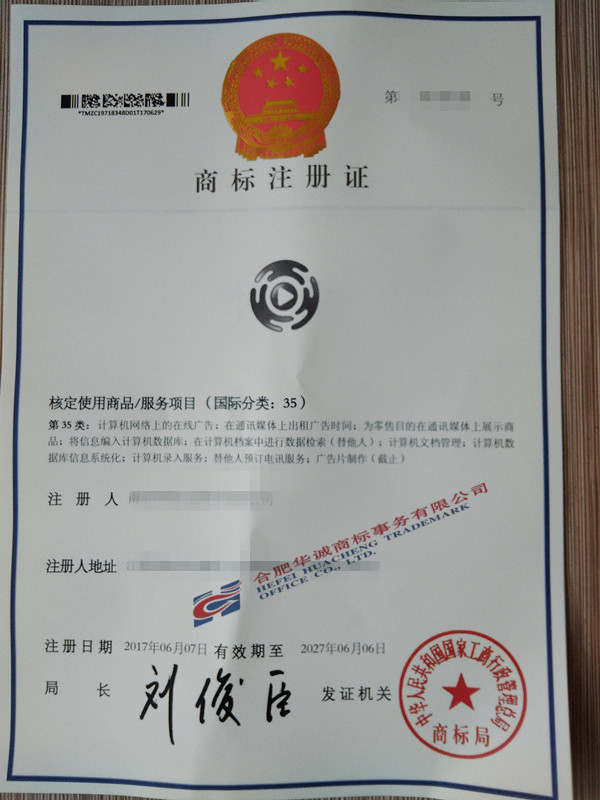 第 号
*TMZC19718348D01T170629*
商标注册证
核定使用商品/服务项目（国际分类：35）
第 35 类：计算机网络上的在线广告；在通讯媒体上出租广告时间；为零售目的在通讯媒体上展示商
品；将信息编入计算机数据库；在计算机档案中进行数据检索（替他人）；计算机文档管理；计算机数
据库信息系统化；计算机录入服务；替他人预订电讯服务；广告片制作（截止）
注 册 人 南
合肥华诚商标事务有限公司
HEFEI HUACHENG TRADEMARK
OFFICE CO., LTD.
注册人地址
注册日期 2017年06月07日 有效期至 2027年06月06日
局 长 刘俊臣 发证机关
中华人民共和国国家工商行政管理总局
商标局